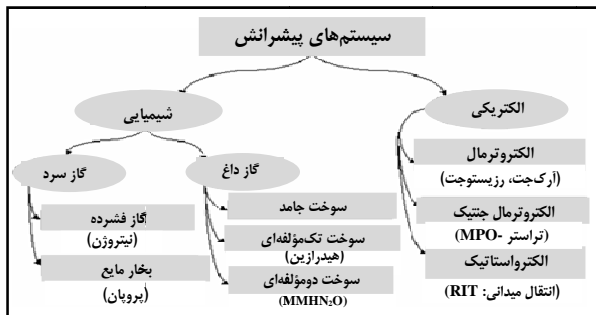 سیستم‌های پیشرانش
الکتریکی
شیمیایی
الکتروترمال
(آرک‌جت، رزیستوجت)
الکتروترمال جنتیک
(تراستر -MPO)
الکترواستاتیک
(انتقال میدانی: RIT)
گاز داغ
سوخت جامد
سوخت تک‌مؤلفه‌ای
(هیدرازین)
سوخت دومؤلفه‌ای
(MMHN₂O)
گاز سرد
گاز فشرده
(نیتروژن)
بخار مایع
(پروپان)